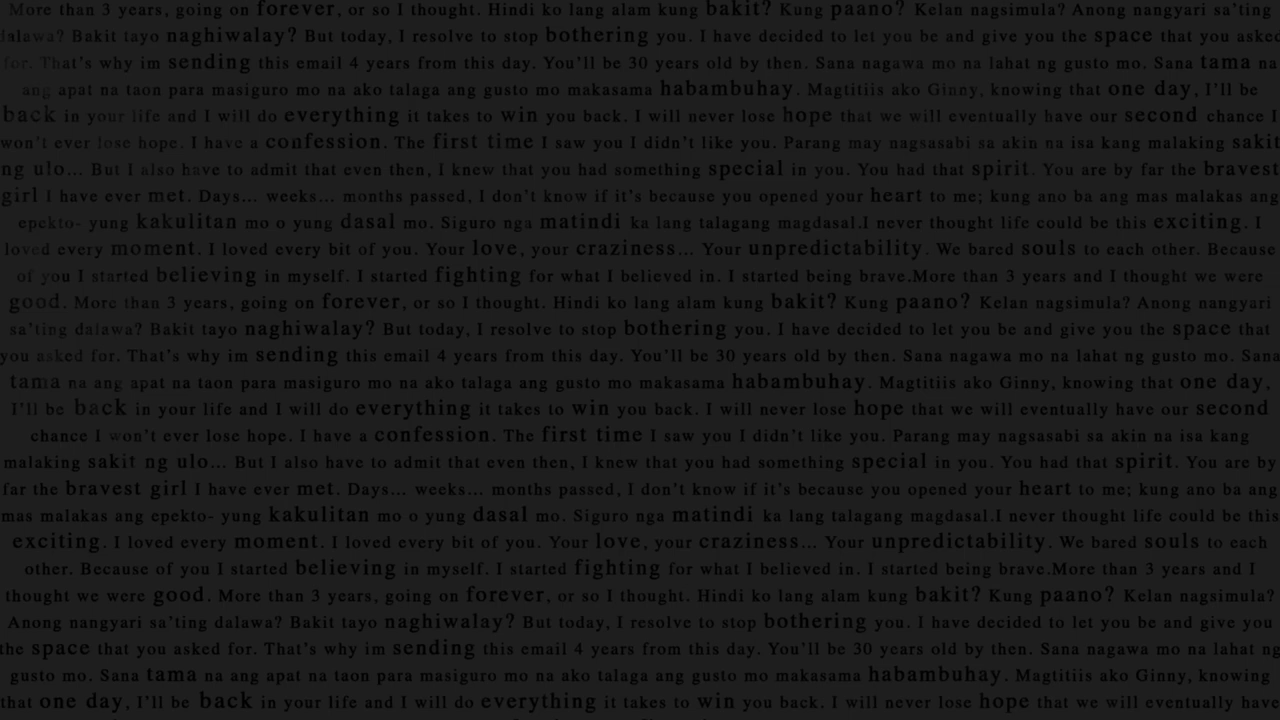 More than 3 years, going on forever, or so I thought. Hindi ko lang alam kung bakit? Kung paano? Kelan nagsimula? Anong nangyari sa'ting
dalawa? Bakit tayo naghiwalay? But today, I resolve to stop bothering you. I have decided to let you be and give you the space that you asked
for. That's why im sending this email 4 years from this day. You'll be 30 years old by then. Sana nagawa mo na lahat ng gusto mo. Sana tama na
ang apat na taon para masiguro mo na ako talaga ang gusto mo makasama habambuhay. Magtitiis ako Ginny, knowing that one day, I'll be
back in your life and I will do everything it takes to win you back. I will never lose hope that we will eventually have our second chance I
won't ever lose hope. I have a confession. The first time I saw you I didn't like you. Parang may nagsasabi sa akin na isa kang malaking sakit
ng ulo... But I also have to admit that even then, I knew that you had something special in you. You had that spirit. You are by far the bravest
girl I have ever met. Days... weeks... months passed, I don't know if it's because you opened your heart to me; kung ano ba ang mas malakas ang
epekto- yung kakulitan mo o yung dasal mo. Siguro nga matindi ka lang talagang magdasal.I never thought life could be this exciting. I
loved every moment. I loved every bit of you. Your love, your craziness... Your unpredictability. We bared souls to each other. Because
of you I started believing in myself. I started fighting for what I believed in. I started being brave.More than 3 years and I thought we were
good. More than 3 years, going on forever, or so I thought. Hindi ko lang alam kung bakit? Kung paano? Kelan nagsimula? Anong nangyari
sa'ting dalawa? Bakit tayo naghiwalay? But today, I resolve to stop bothering you. I have decided to let you be and give you the space that
you asked for. That's why im sending this email 4 years from this day. You'll be 30 years old by then. Sana nagawa mo na lahat ng gusto mo. Sana
tama na ang apat na taon para masiguro mo na ako talaga ang gusto mo makasama habambuhay. Magtitiis ako Ginny, knowing that one day,
I'll be back in your life and I will do everything it takes to win you back. I will never lose hope that we will eventually have our second
chance I won't ever lose hope. I have a confession. The first time I saw you I didn't like you. Parang may nagsasabi sa akin na isa kang
malaking sakit ng ulo... But I also have to admit that even then, I knew that you had something special in you. You had that spirit. You are by
far the bravest girl I have ever met. Days... weeks... months passed, I don't know if it's because you opened your heart to me; kung ano ba ang
mas malakas ang epekto- yung kakulitan mo o yung dasal mo. Siguro nga matindi ka lang talagang magdasal.I never thought life could be this
exciting. I loved every moment. I loved every bit of you. Your love, your craziness... Your unpredictability. We bared souls to each
other. Because of you I started believing in myself. I started fighting for what I believed in. I started being brave.More than 3 years and I
thought we were good. More than 3 years, going on forever, or so I thought. Hindi ko lang alam kung bakit? Kung paano? Kelan nagsimula?
Anong nangyari sa'ting dalawa? Bakit tayo naghiwalay? But today, I resolve to stop bothering you. I have decided to let you be and give you
the space that you asked for. That's why im sending this email 4 years from this day. You'll be 30 years old by then. Sana nagawa mo na lahat ng
gusto mo. Sana tama na ang apat na taon para masiguro mo na ako talaga ang gusto mo makasama habambuhay. Magtitiis ako Ginny, knowing
that one day, I'll be back in your life and I will do everything it takes to win you back. I will never lose hope that we will eventually have